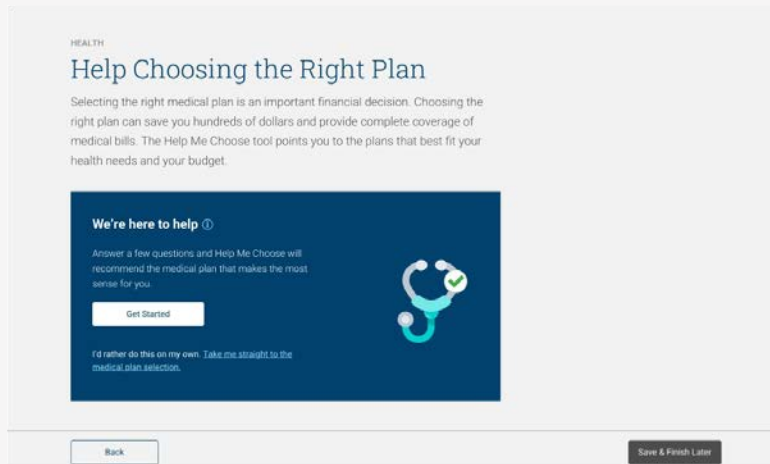 HEALTH
Help Choosing the Right Plan
Selecting the right medical plan is an important financial decision. Choosing the
right plan can save you hundreds of dollars and provide complete coverage of
medical bills. The Help Me Choose tool points you to the plans that best fit your
health needs and your budget.
We're here to help
Answer a few questions and Help Me Choose will
recommend the medical plan that makes the most
sense for you.
Get Started
I'd rather do this on my own. Take me straight to the
medical plan selection.
Back
Save & Finish Later